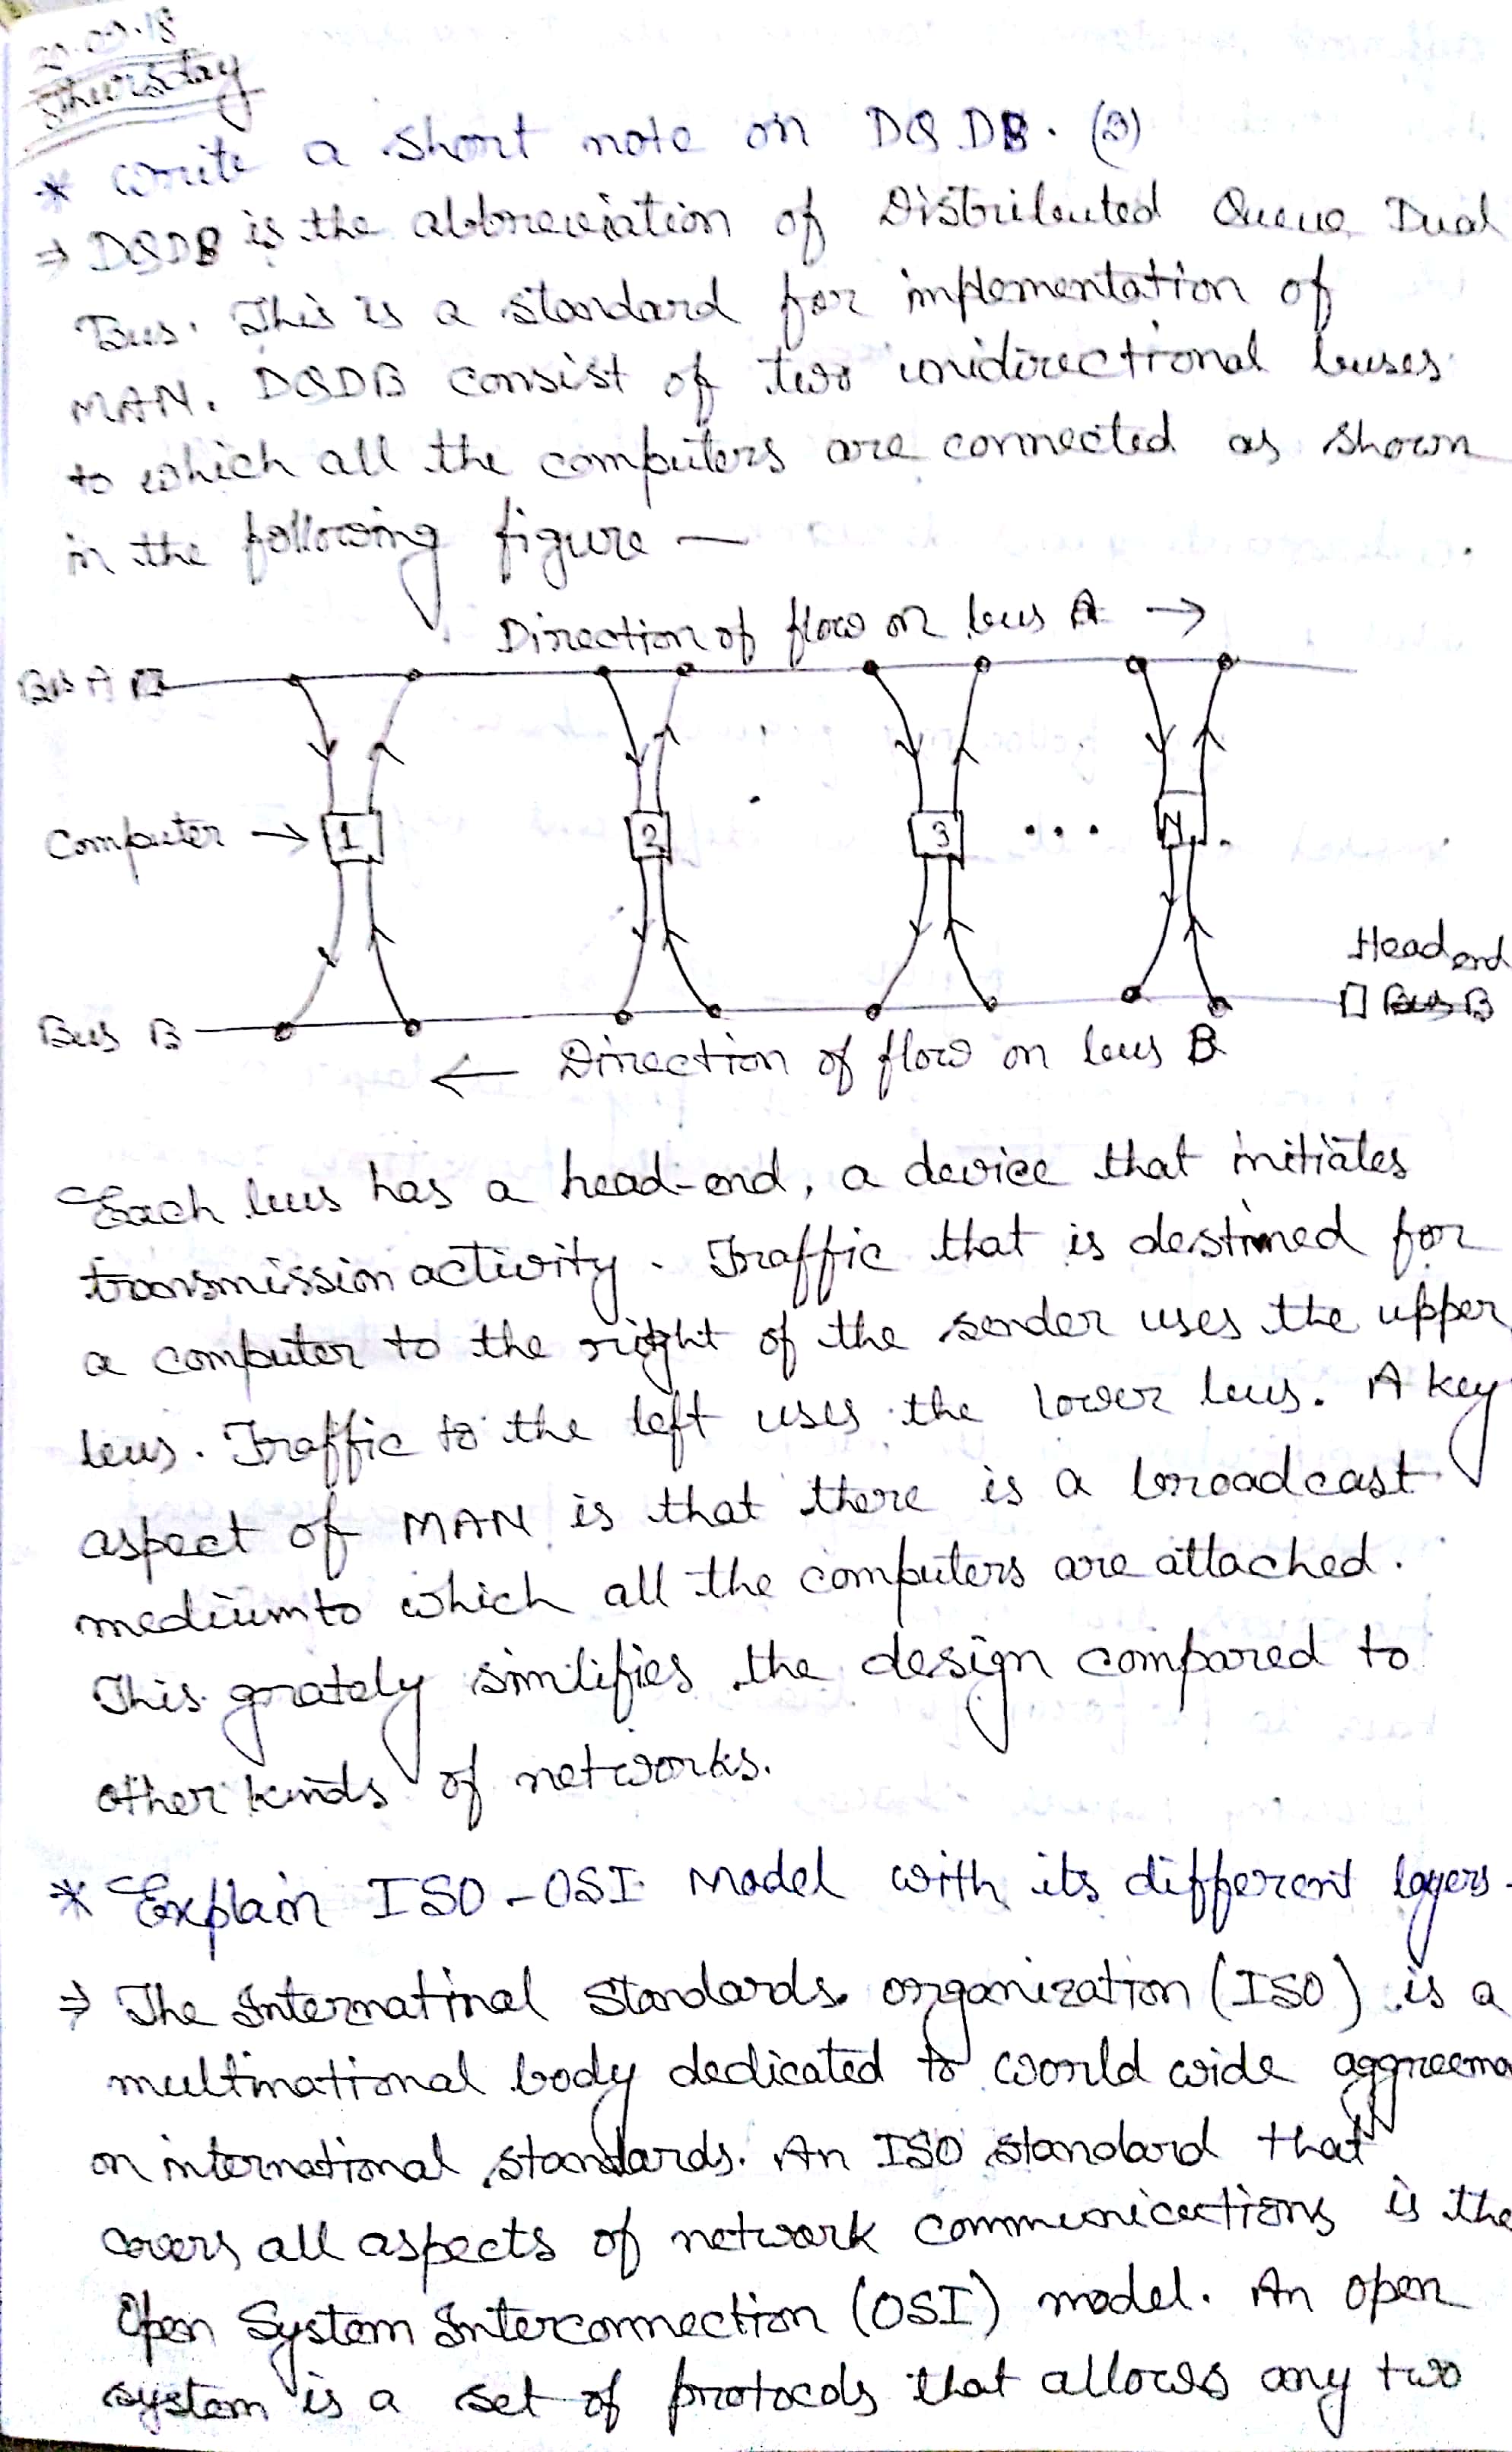 20.09.18
Thursday
* Write a short note on DQDB. (3)
⇒ DQDB is the abbreviation of Distributed Queue Dual
Bus. This is a standard for implementation of
MAN. DQDB consist of two unidirectional buses
to which all the computers are connected as shown
in the following figure —
Direction of flow on bus A →
Bus A
Computer → 1 2 3 ... N
Head end
Bus B Bus B
← Direction of flow on bus B
Each bus has a head-end, a device that initiates
transmission activity. Traffic that is destined for
a computer to the right of the sender uses the upper
bus. Traffic to the left uses the lower bus. A key
aspect of MAN is that there is a broadcast
medium to which all the computers are attached.
This grately simlifies the design compared to
other kinds of networks.
* Explain ISO-OSI Model with its different layers.
⇒ The Internatinal Standards organization (ISO) is a
multinational body dedicated to world wide aggreeme
on international standards. An ISO standard that
covers all aspects of network communications is the
Open System Interconnection (OSI) model. An open
system is a set of protocols that allows any two